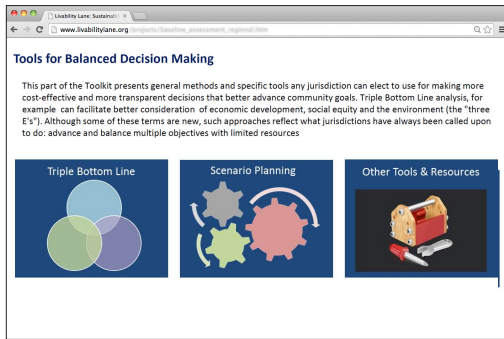 Livability Lane: Sustainab
www.livabilitylane.org/projects/baseline_assessment_regional.htm
Tools for Balanced Decision Making
This part of the Toolkit presents general methods and specific tools any jurisdiction can elect to use for making more
cost-effective and more transparent decisions that better advance community goals. Triple Bottom Line analysis, for
example can facilitate better consideration of economic development, social equity and the environment (the "three
E's"). Although some of these terms are new, such approaches reflect what jurisdictions have always been called upon
to do: advance and balance multiple objectives with limited resources
Triple Bottom Line
Scenario Planning
Other Tools & Resources